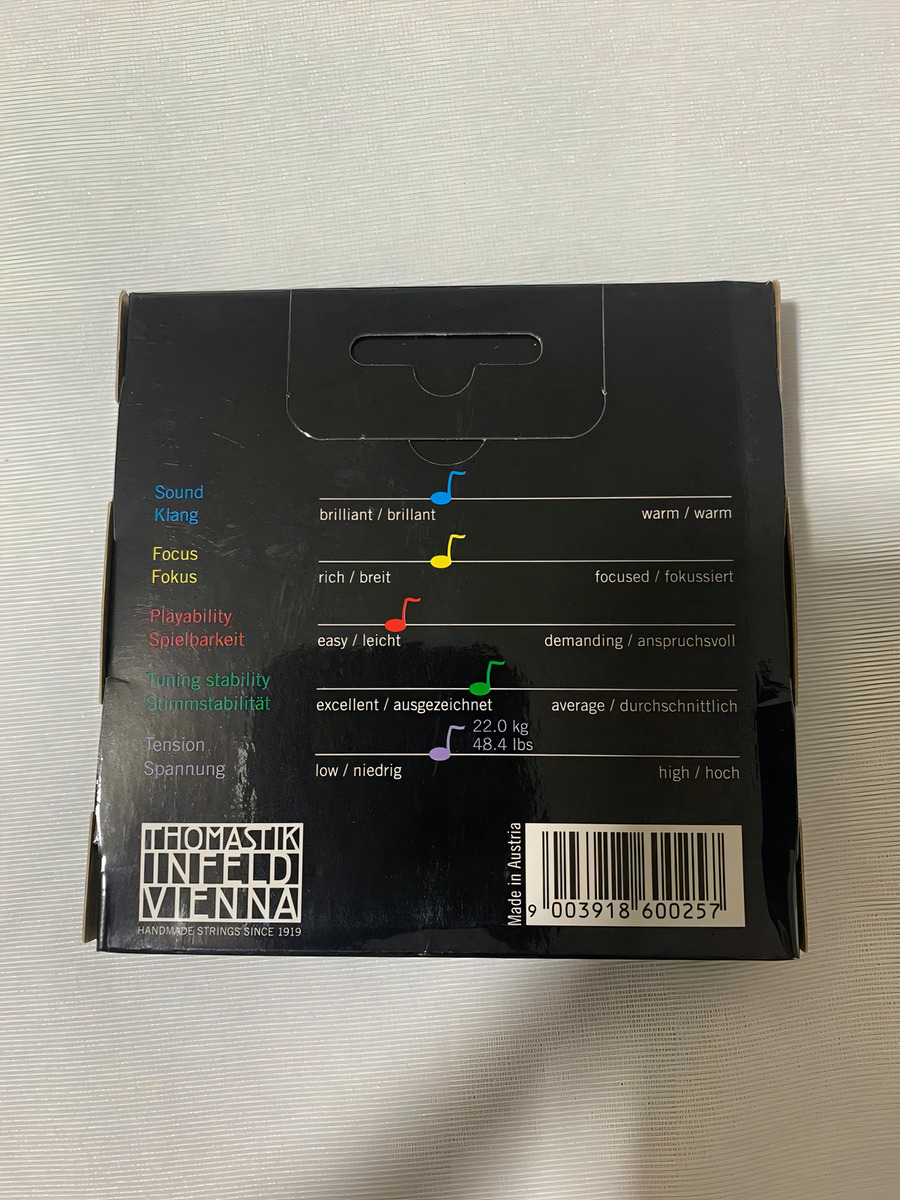 Sound
Klang
brilliant / brillant
warm / warm
Focus
Fokus
rich / breit
focused / fokussiert
Playability
Spielbarkeit
easy / leicht
demanding / anspruchsvoll
Tuning stability
Stimmstabilität
excellent / ausgezeichnet
average / durchschnittlich
Tension
Spannung
22.0 kg
48.4 lbs
low / niedrig
high / hoch
THOMASTIK
INFELD
VIENNA
HANDMADE STRINGS SINCE 1919
Made in Austria
9 003918 600257